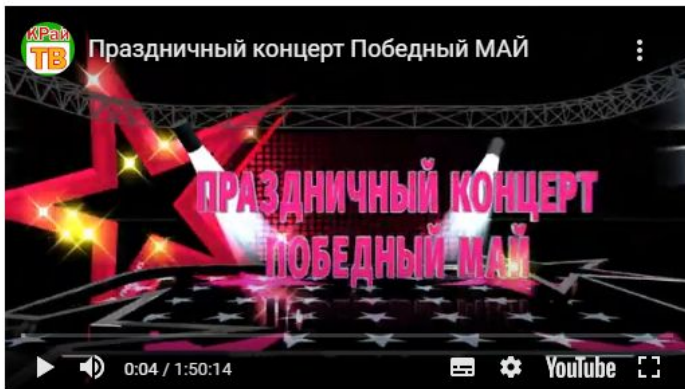 КРай
ТВ
Праздничный концерт Победный МАЙ
ПРАЗДНИЧНЫЙ КОНЦЕРТ
ПОБЕДНЫЙ МАЙ
0:04 / 1:50:14
YouTube